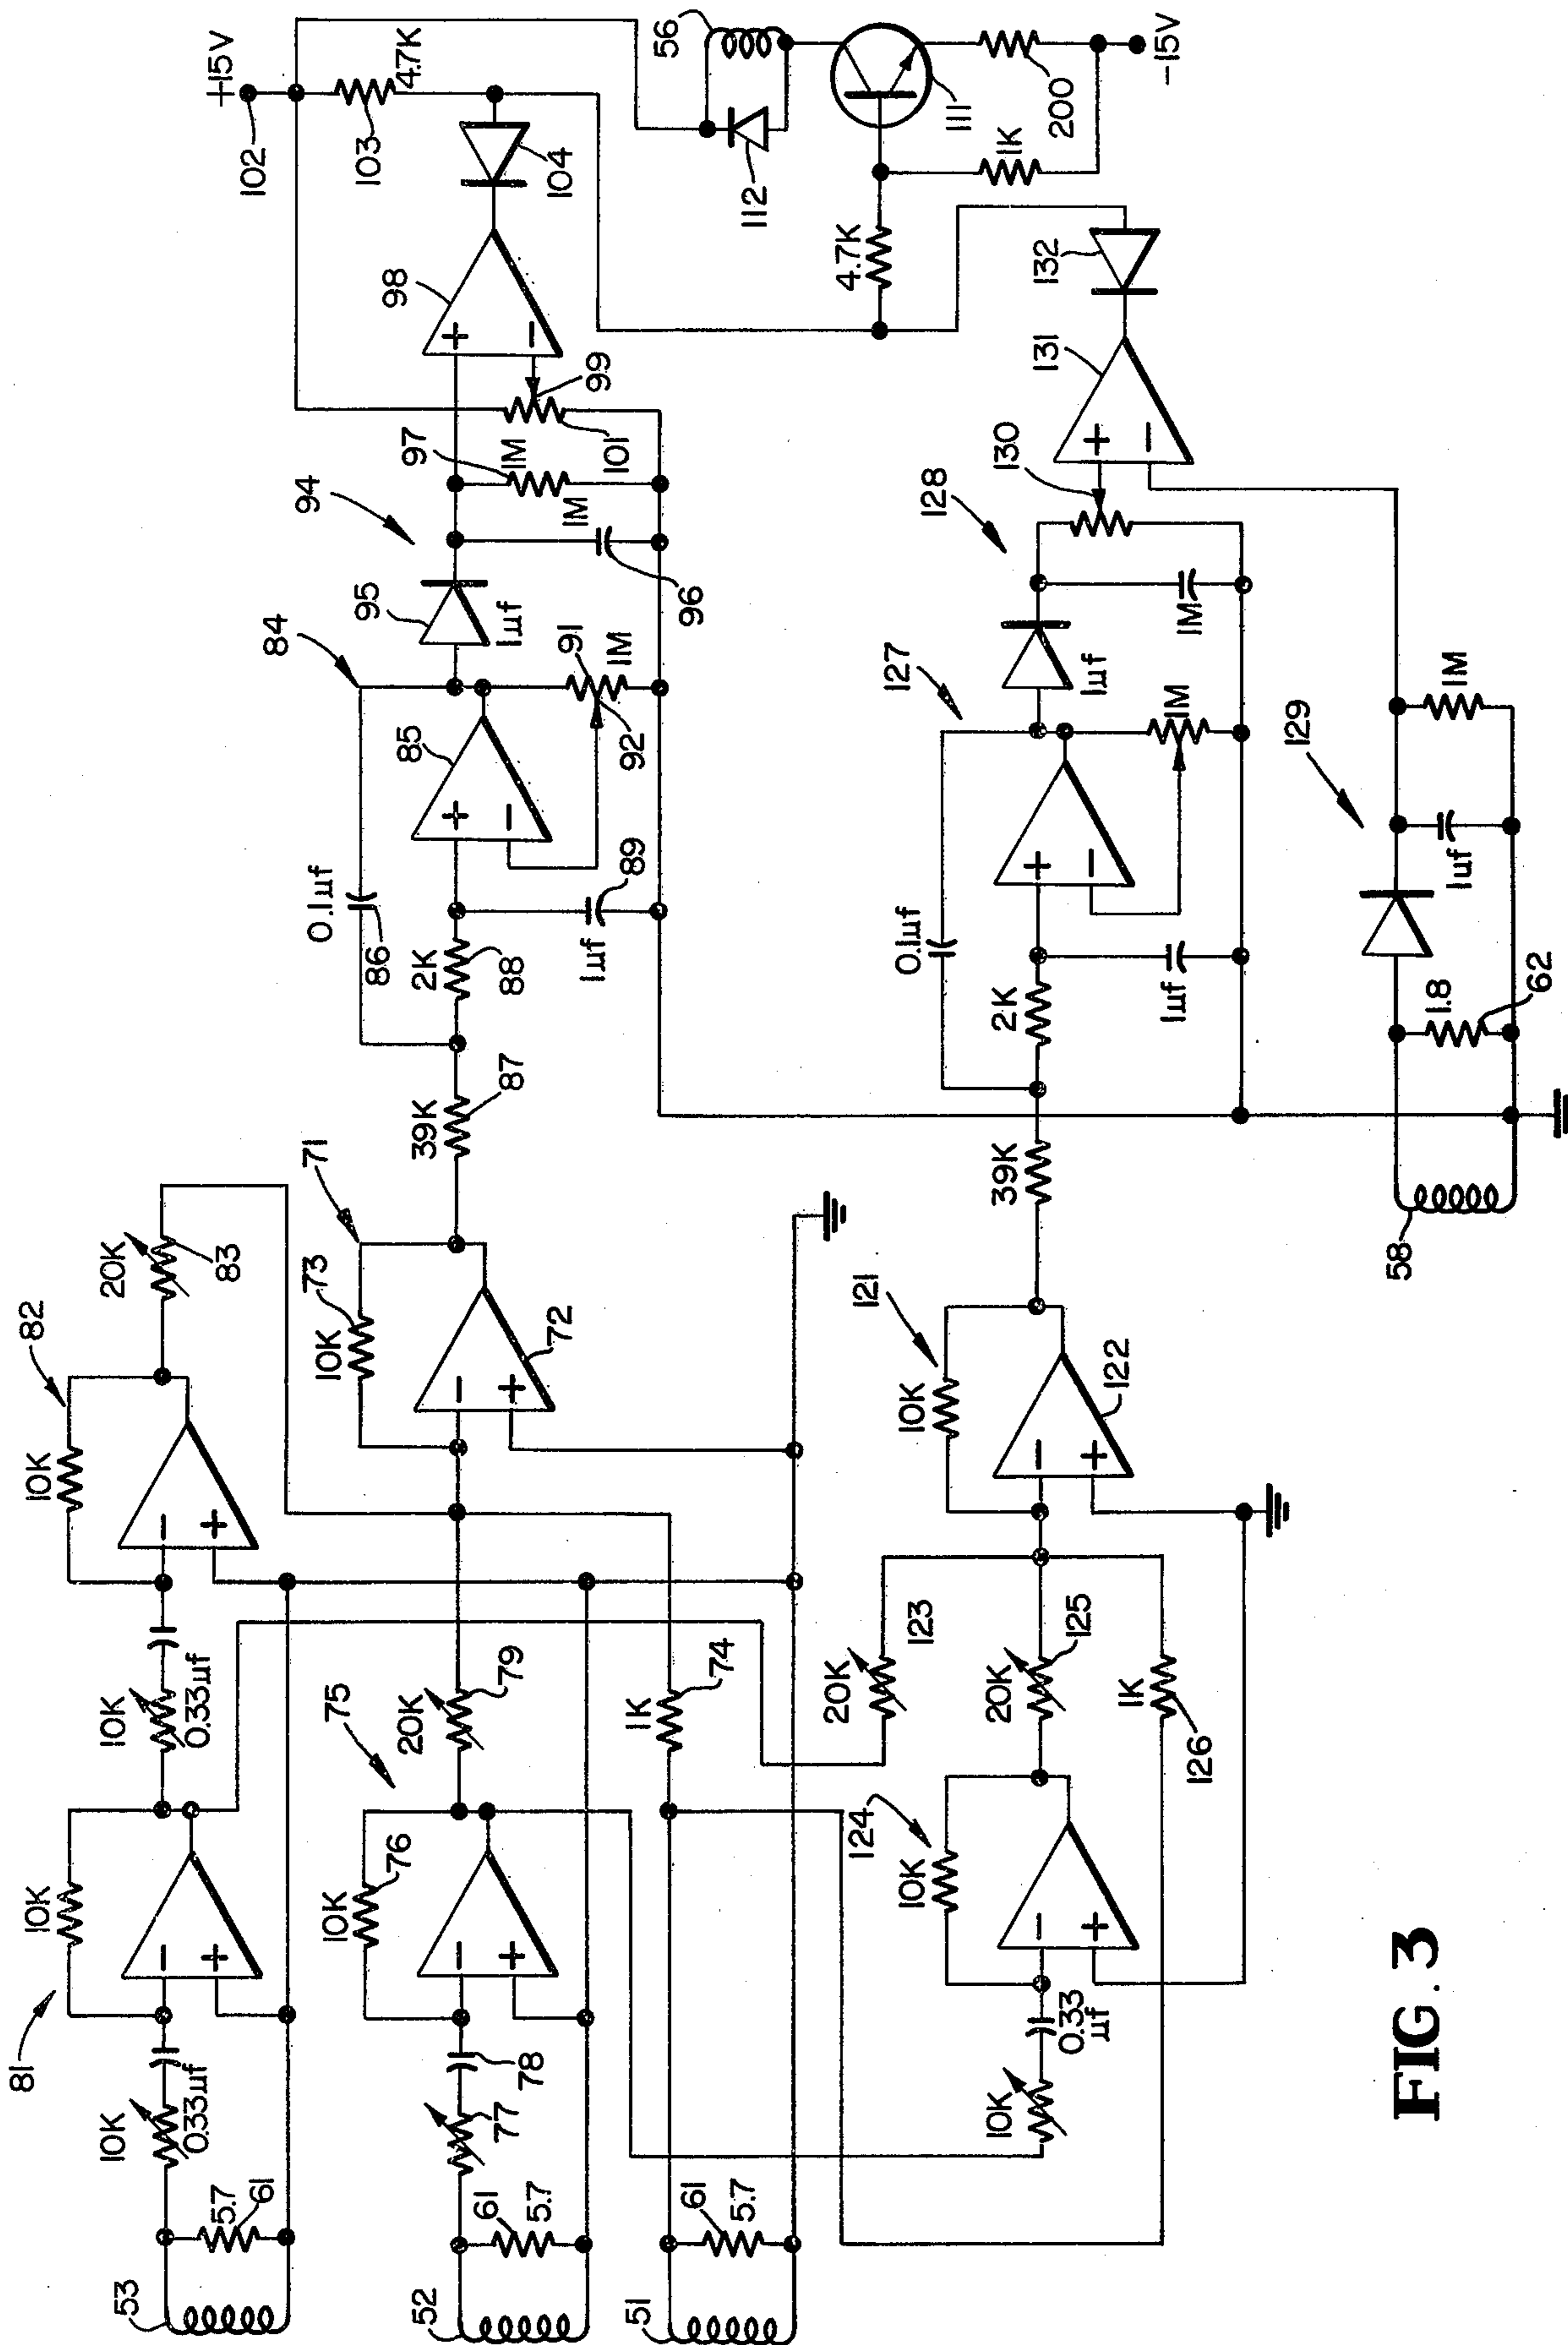 81
10K
0.33µf
10K
5.7
61
53
10K
0.33µf
82
10K
20K
83
75
10K
76
77
78
61
5.7
52
20K
79
61
5.7
51
1K
74
71
10K
73
72
39K
87
84
0.1µf
86
2K
88
85
1µf
89
91
1M
92
94
95
1µf
96
97
1M
1M
98
99
101
+15V
102
103
4.7K
104
56
112
111
4.7K
1K
200
-15V
20K
123
124
10K
10K
0.33
µf
20K
125
1K
126
121
10K
122
39K
127
0.1µf
2K
1µf
1M
128
1µf
1M
130
131
132
129
58
1.8
62
1µf
1M
FIG. 3